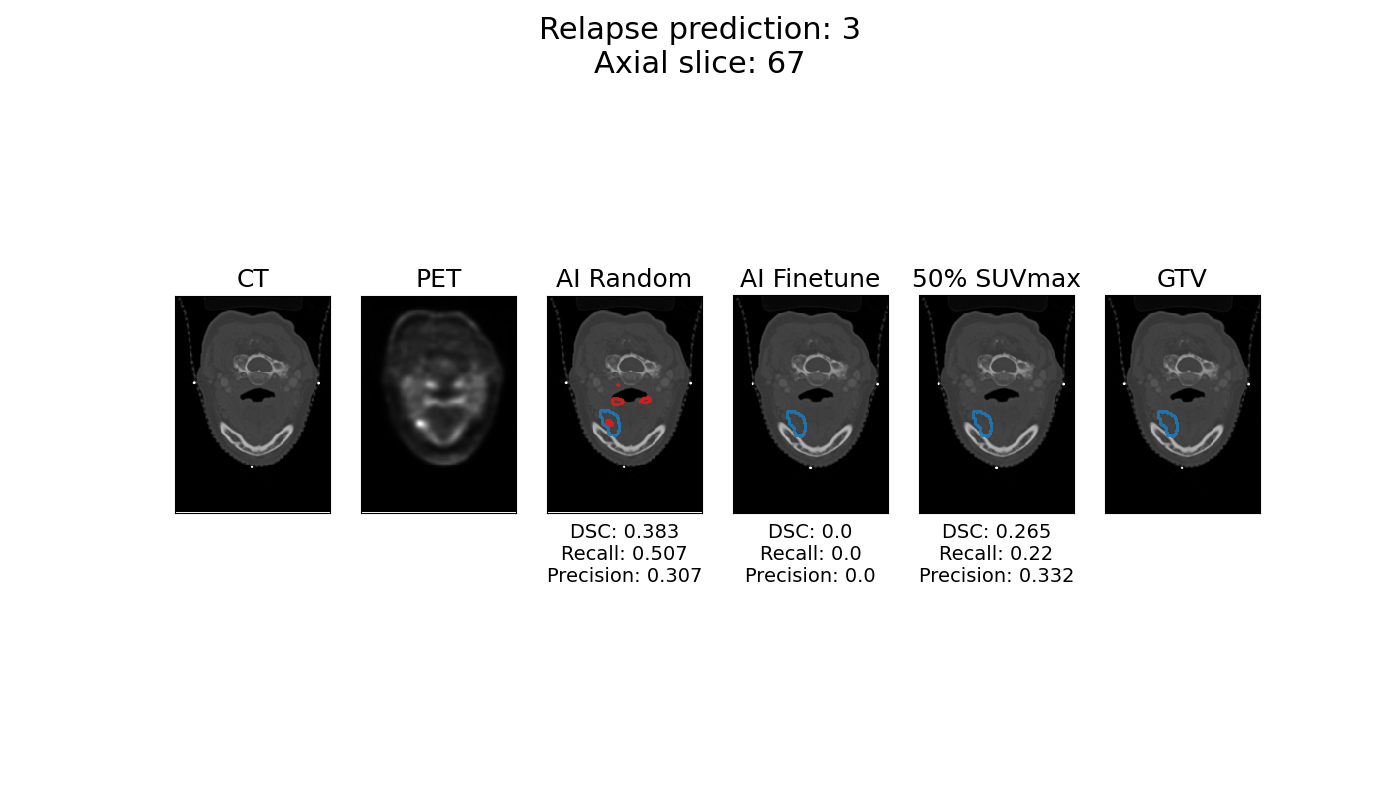 Relapse prediction: 3
Axial slice: 67
CT
PET
AI Random
AI Finetune
50% SUVmax
GTV
DSC: 0.383
Recall: 0.507
Precision: 0.307
DSC: 0.0
Recall: 0.0
Precision: 0.0
DSC: 0.265
Recall: 0.22
Precision: 0.332